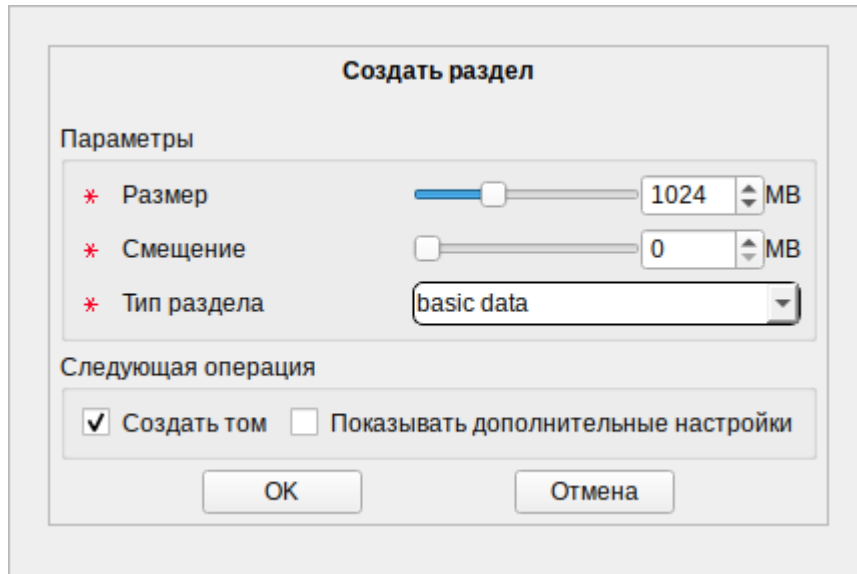 Создать раздел
Параметры
* Размер 1024 MB
* Смещение 0 MB
* Тип раздела basic data
Следующая операция
Создать том Показывать дополнительные настройки
OK Отмена